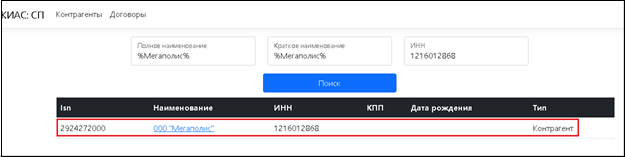 КИАС: СП Контрагенты Договоры
Полное наименование Краткое наименование ИНН
%Мегаполис% %Мегаполис% 1216012868
Поиск
Isn Наименование ИНН КПП Дата рождения Тип
2924272000 ООО "Мегаполис" 1216012868 Контрагент